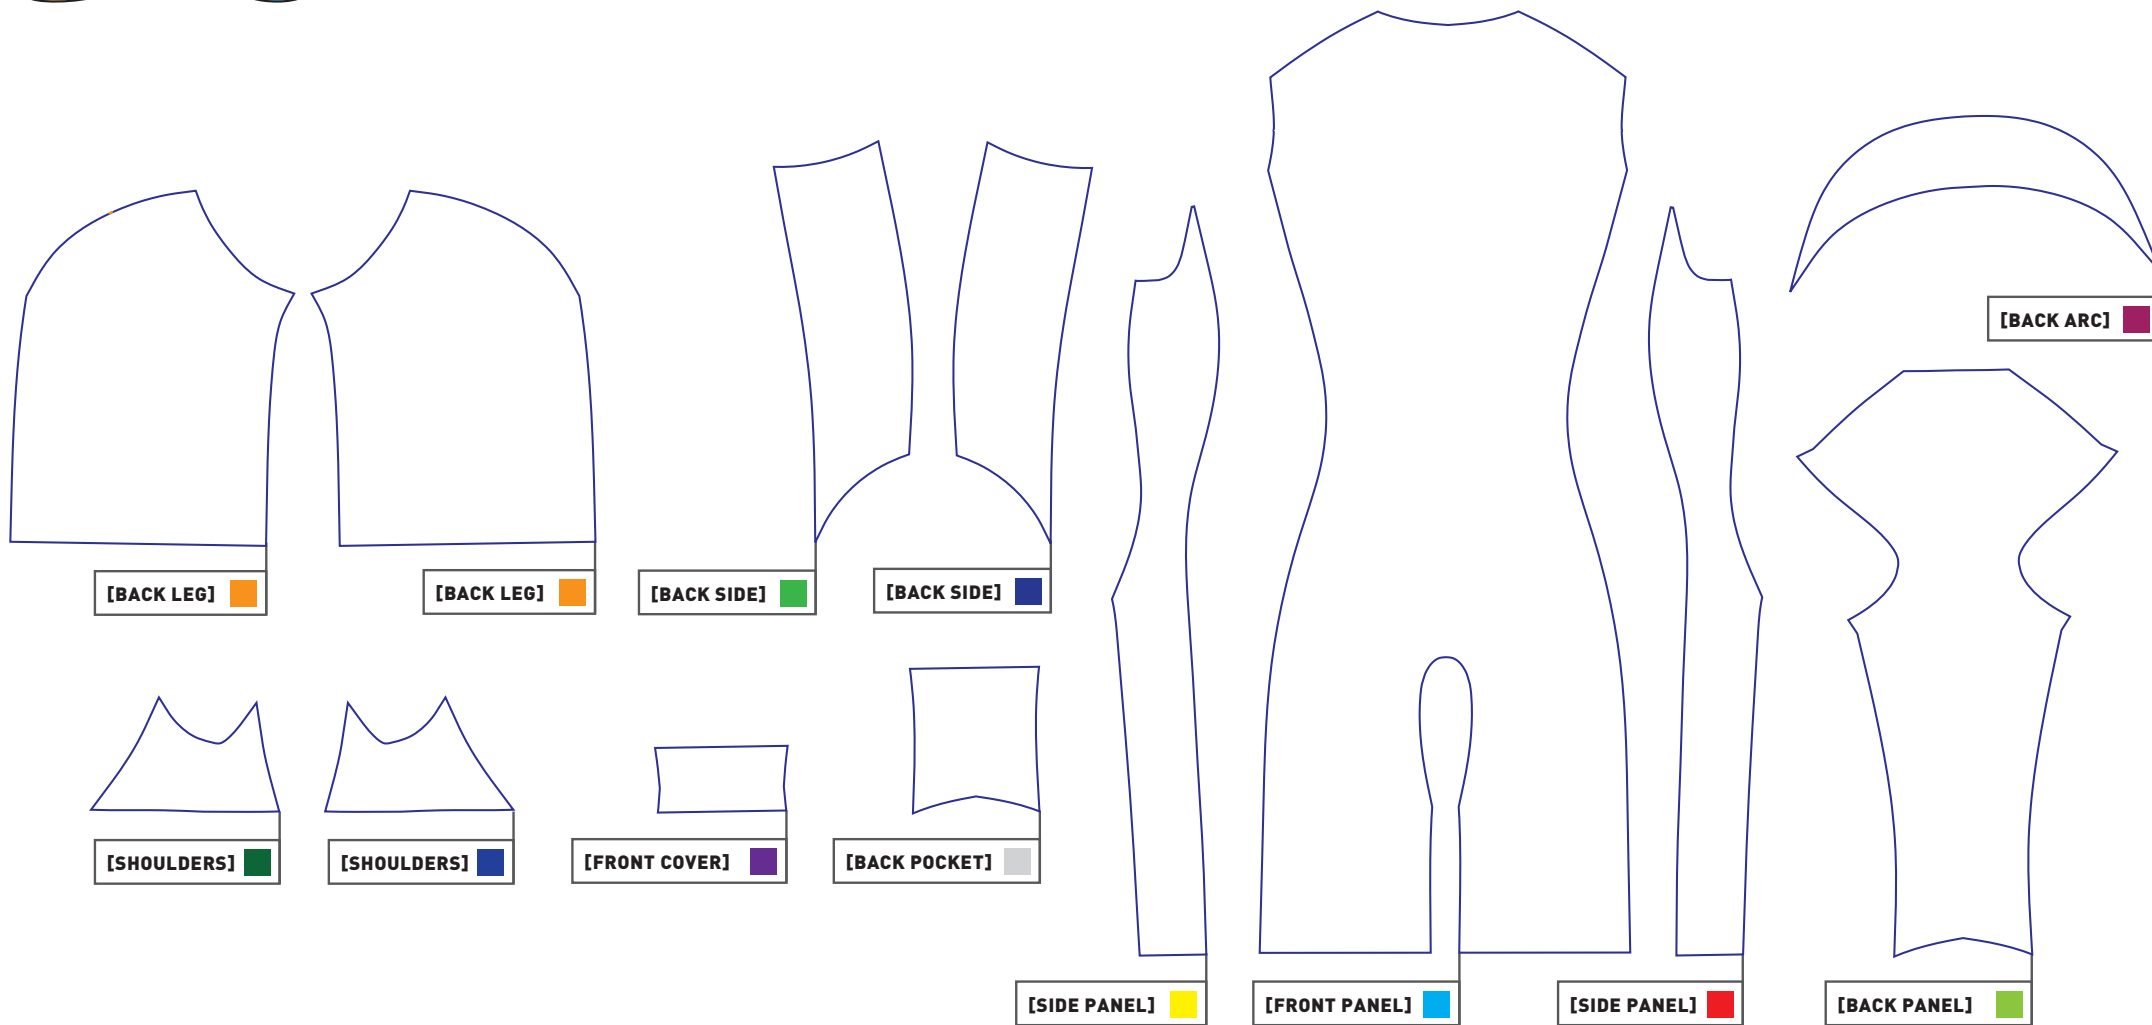 [BACK ARC]
[BACK LEG]
[BACK LEG]
[BACK SIDE]
[BACK SIDE]
[SHOULDERS]
[SHOULDERS]
[FRONT COVER]
[BACK POCKET]
[SIDE PANEL]
[FRONT PANEL]
[SIDE PANEL]
[BACK PANEL]